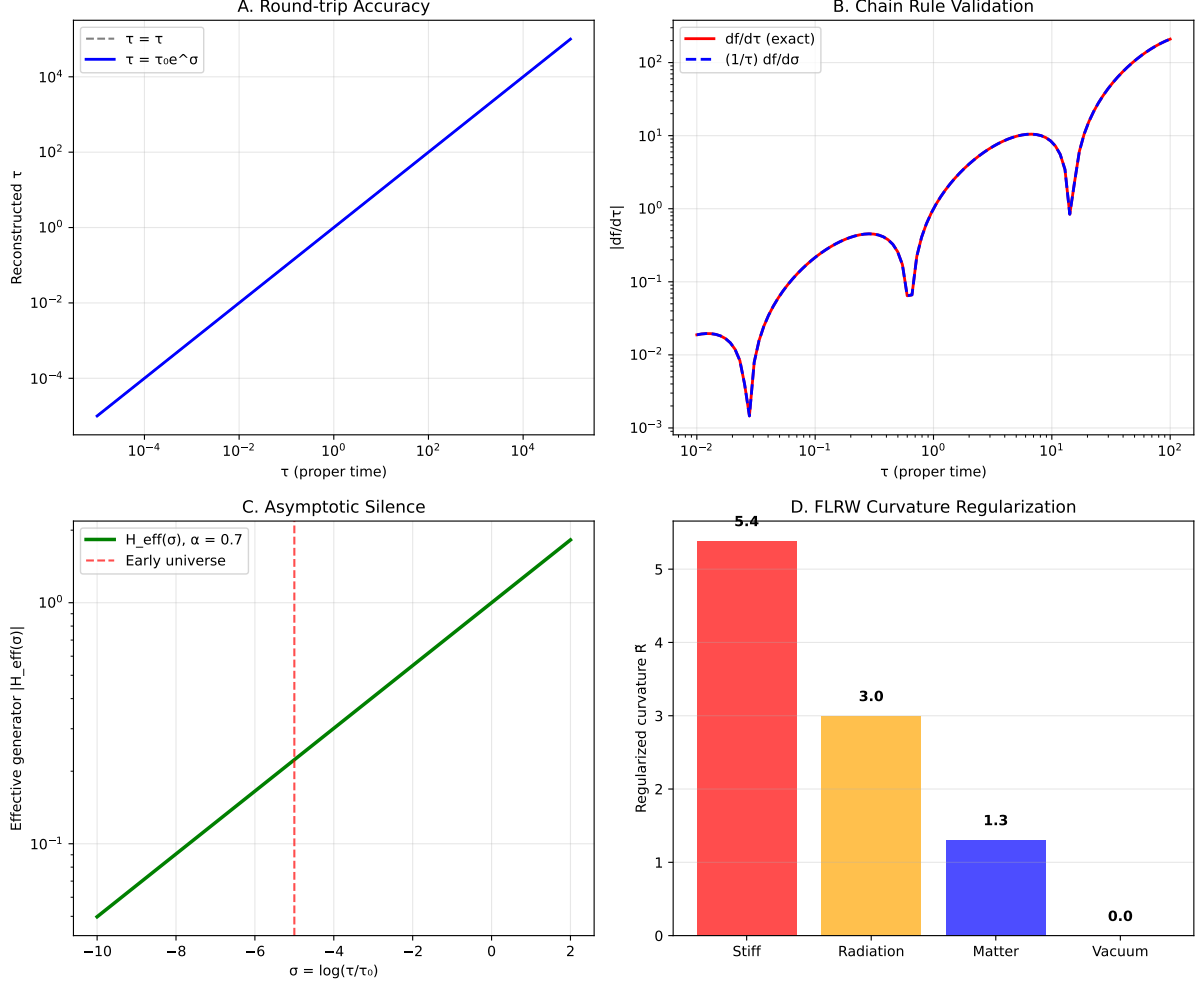 A. Round-trip Accuracy
τ = τ
τ = τ₀e^σ
Reconstructed τ
10⁴
10²
10⁰
10⁻²
10⁻⁴
10⁻⁴
10⁻²
10⁰
10²
10⁴
τ (proper time)
B. Chain Rule Validation
df/dτ (exact)
(1/τ) df/dσ
|df/dτ|
10²
10¹
10⁰
10⁻¹
10⁻²
10⁻³
10⁻²
10⁻¹
10⁰
10¹
10²
τ (proper time)
C. Asymptotic Silence
H_eff(σ), α = 0.7
Early universe
Effective generator |H_eff(σ)|
10⁰
10⁻¹
−10
−8
−6
−4
−2
0
2
σ = log(τ/τ₀)
D. FLRW Curvature Regularization
Regularized curvature R̃
5
4
3
2
1
0
5.4
3.0
1.3
0.0
Stiff
Radiation
Matter
Vacuum